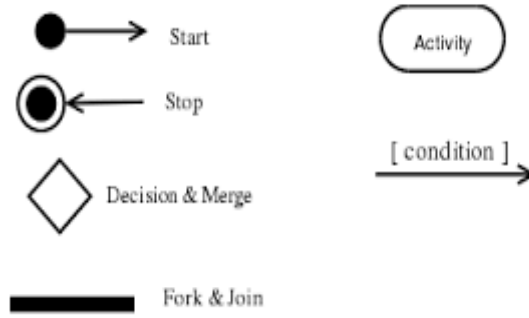 Start
Activity
Stop
[ condition ]
Decision & Merge
Fork & Join